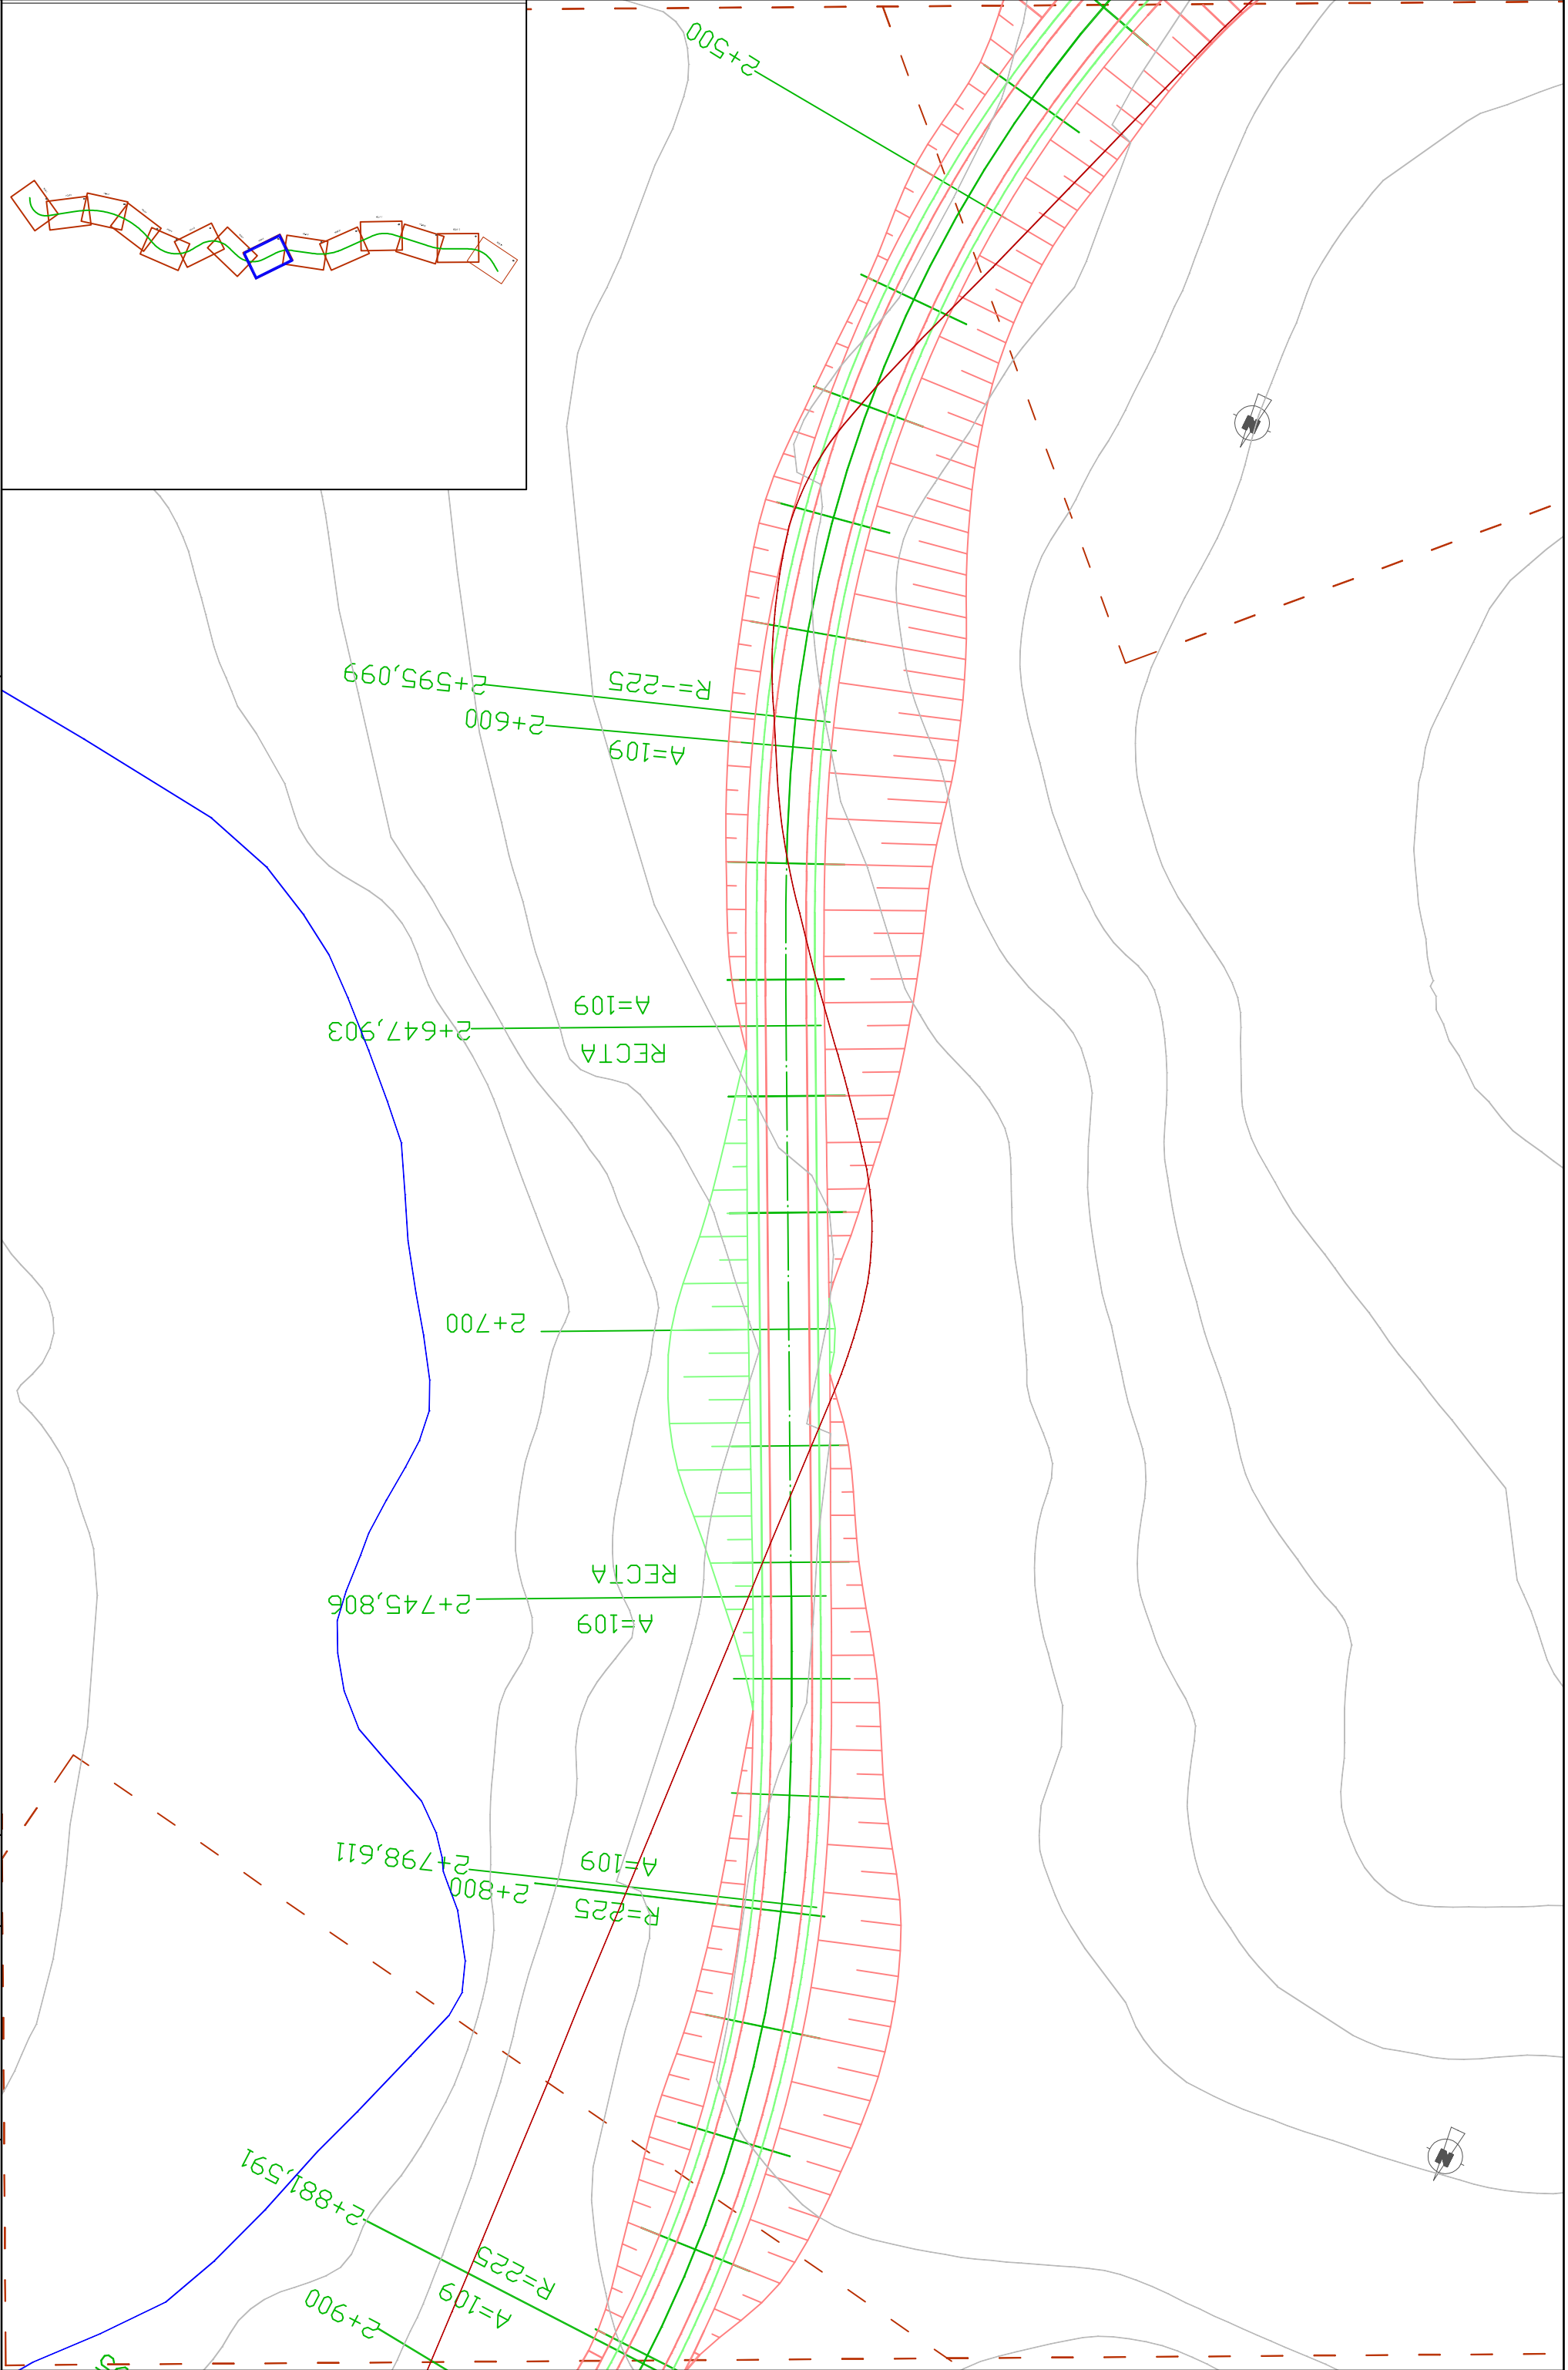 2+500
2+595,099
R=-225
2+600
A=109
A=109
2+647,903
RECTA
2+700
RECTA
2+745,806
A=109
2+798,611
A=109
2+800
R=225
2+881,591
R=225
A=109
2+900
N
N